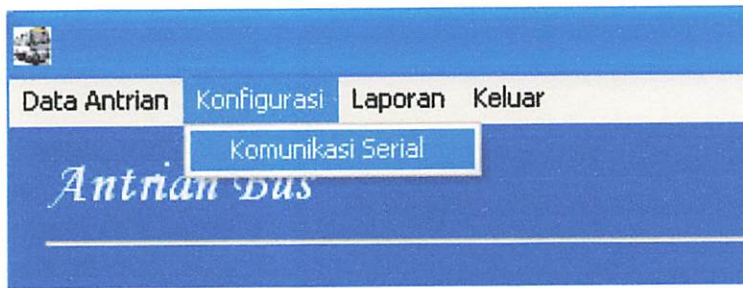 Data Antrian Konfigurasi Laporan Keluar
Komunikasi Serial
Antrian Bus